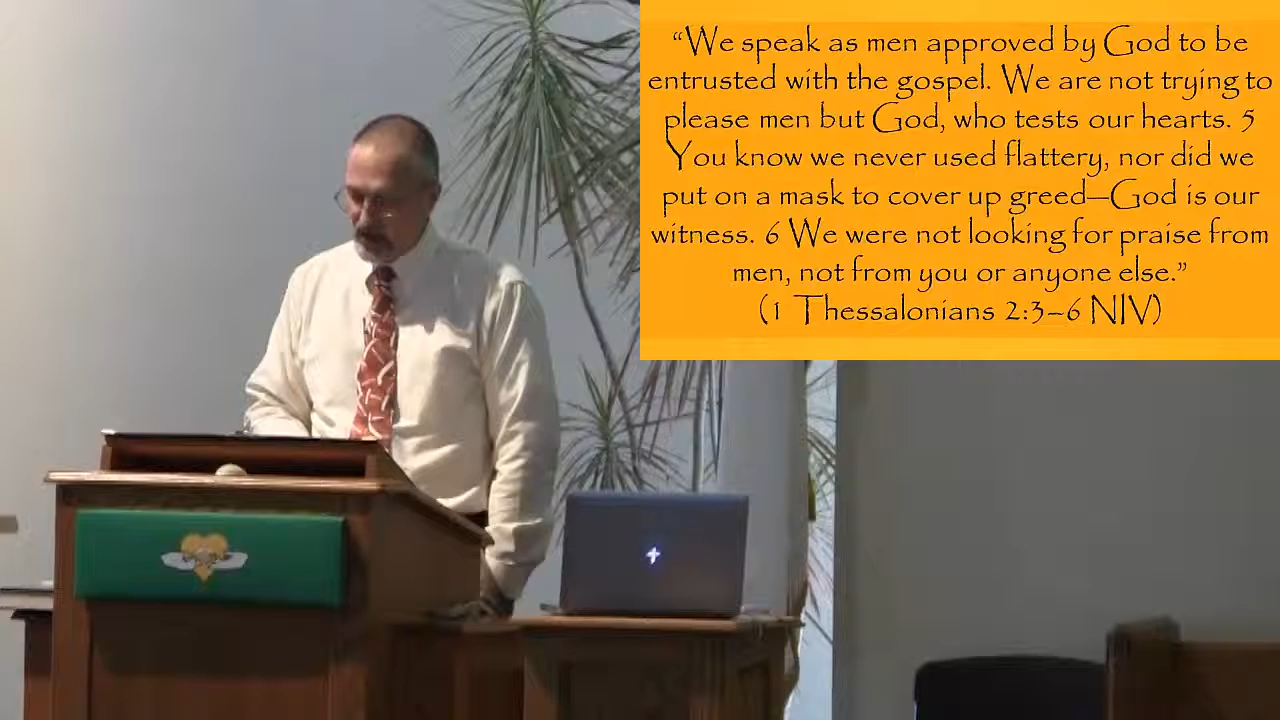 “We speak as men approved by God to be
entrusted with the gospel. We are not trying to
please men but God, who tests our hearts. 5
You know we never used flattery, nor did we
put on a mask to cover up greed—God is our
witness. 6 We were not looking for praise from
men, not from you or anyone else.”
(1 Thessalonians 2:3–6 NIV)